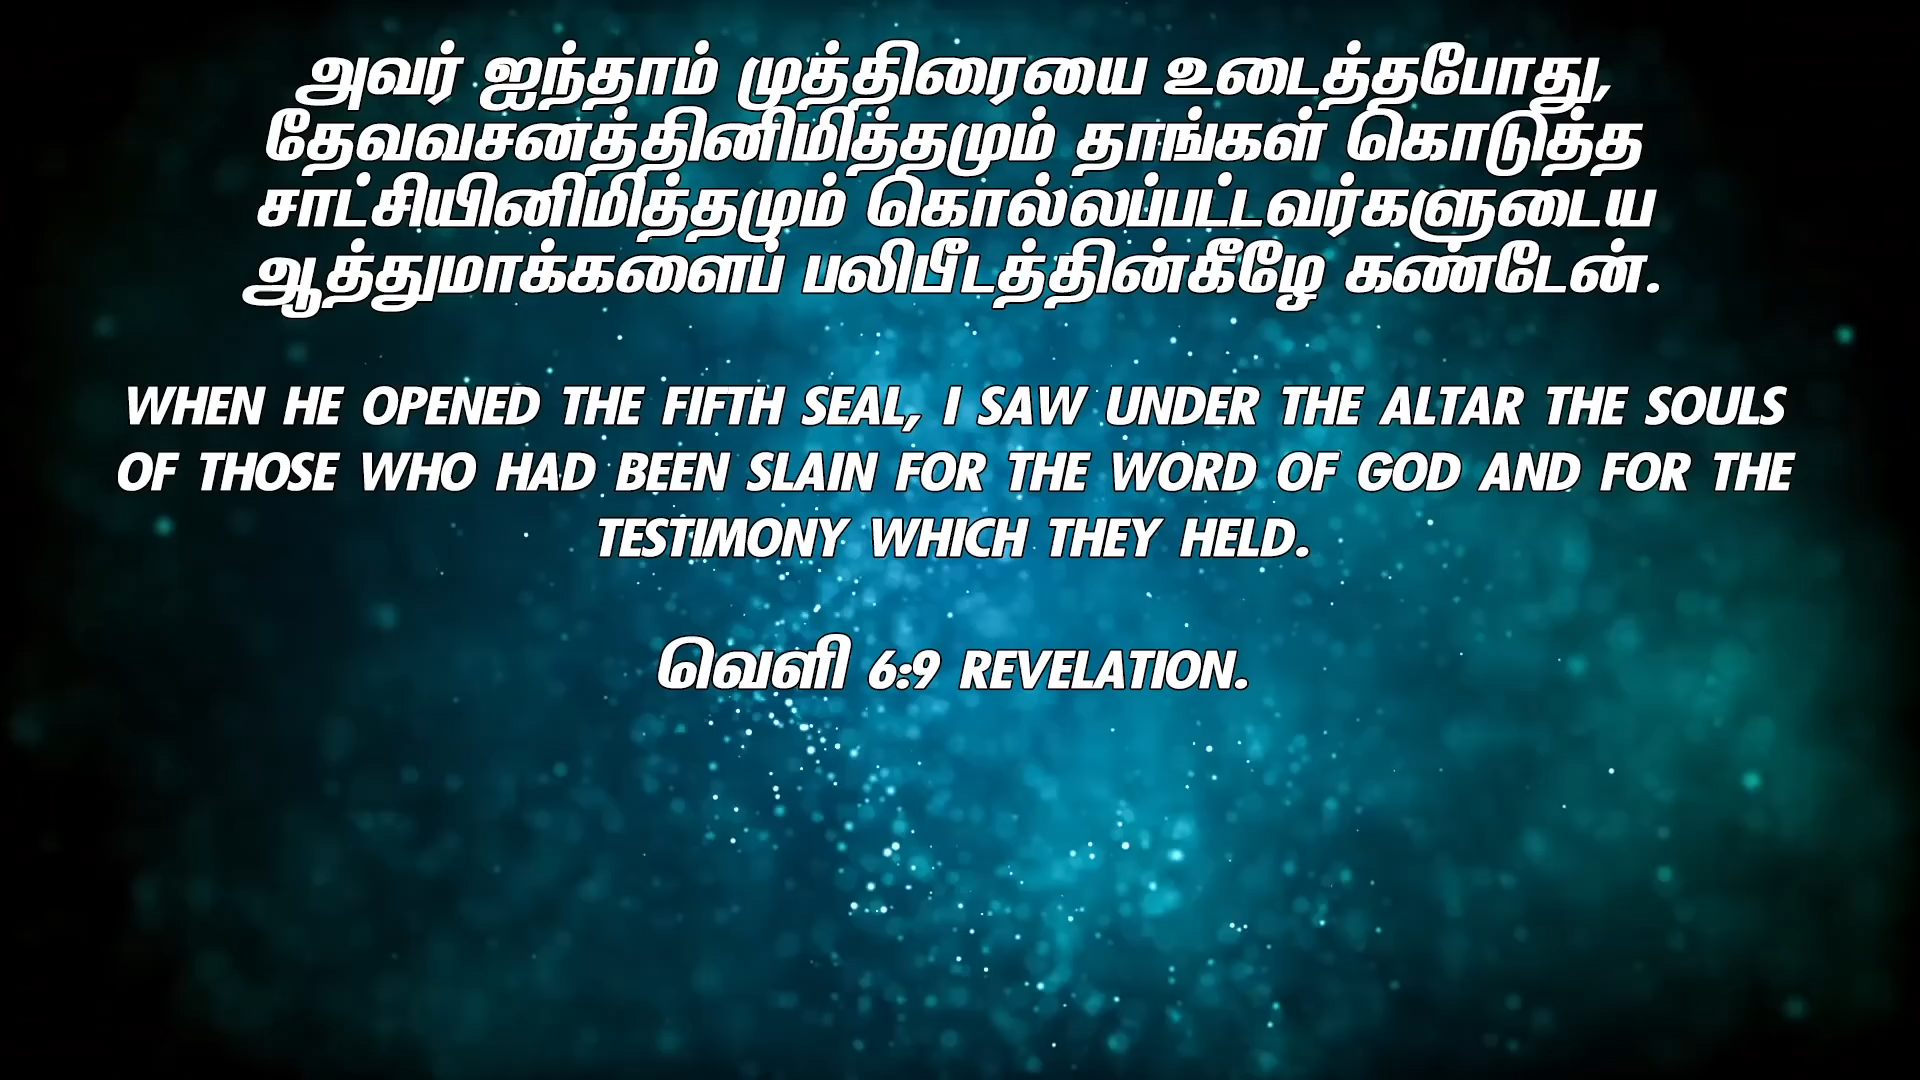 அவர் ஐந்தாம் முத்திரையை உடைத்தபோது,
தேவவசனத்தினிமித்தமும் தாங்கள் கொடுத்த
சாட்சியினிமித்தமும் கொல்லப்பட்டவர்களுடைய
ஆத்துமாக்களைப் பலிபீடத்தின்கீழே கண்டேன்.
WHEN HE OPENED THE FIFTH SEAL, I SAW UNDER THE ALTAR THE SOULS
OF THOSE WHO HAD BEEN SLAIN FOR THE WORD OF GOD AND FOR THE
TESTIMONY WHICH THEY HELD.
வெளி 6:9 REVELATION.